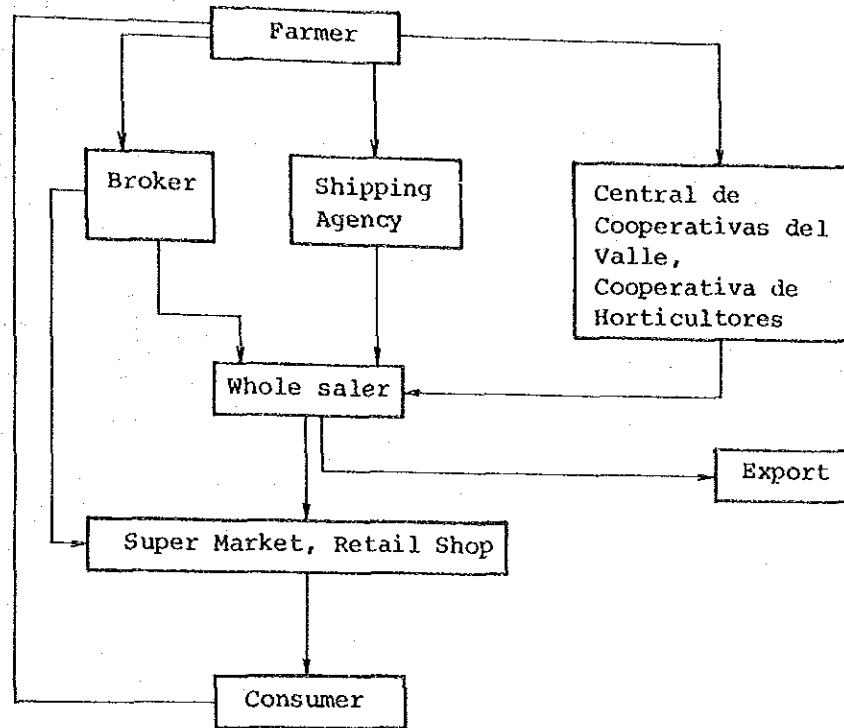 Farmer
Broker
Shipping
Agency
Central de
Cooperativas del
Valle,
Cooperativa de
Horticultores
Whole saler
Export
Super Market, Retail Shop
Consumer